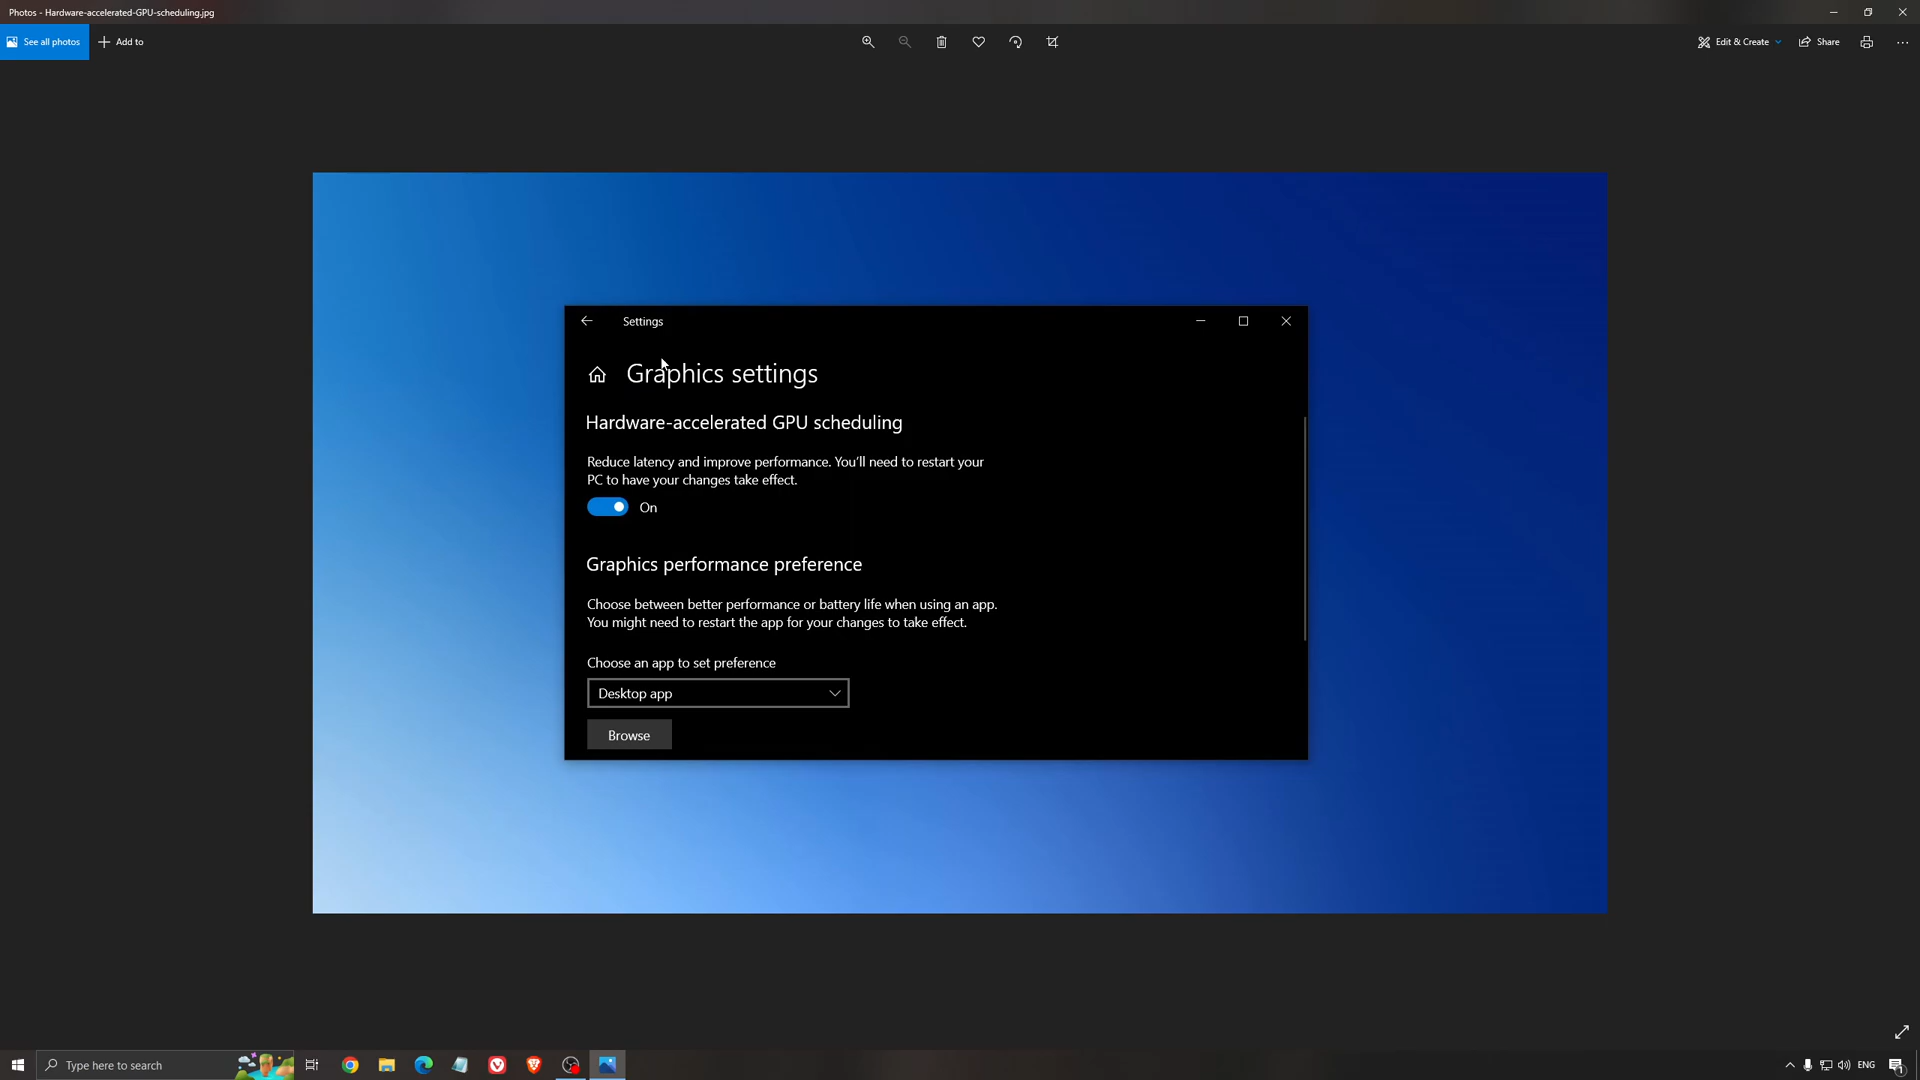 Photos - Hardware-accelerated-GPU-scheduling.jpg
See all photos
Add to
Edit & Create
Share
Settings
Graphics settings
Hardware-accelerated GPU scheduling
Reduce latency and improve performance. You'll need to restart your
PC to have your changes take effect.
On
Graphics performance preference
Choose between better performance or battery life when using an app.
You might need to restart the app for your changes to take effect.
Choose an app to set preference
Desktop app
Browse
Type here to search
ENG
1